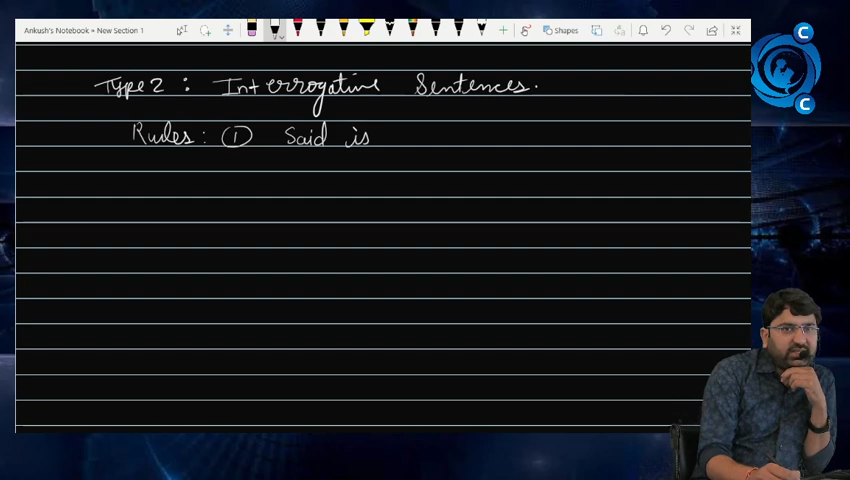 Ankush's Notebook > New Section 1
Shapes
C
Type 2 : Interrogative Sentences.
Rules : ① Said is
C